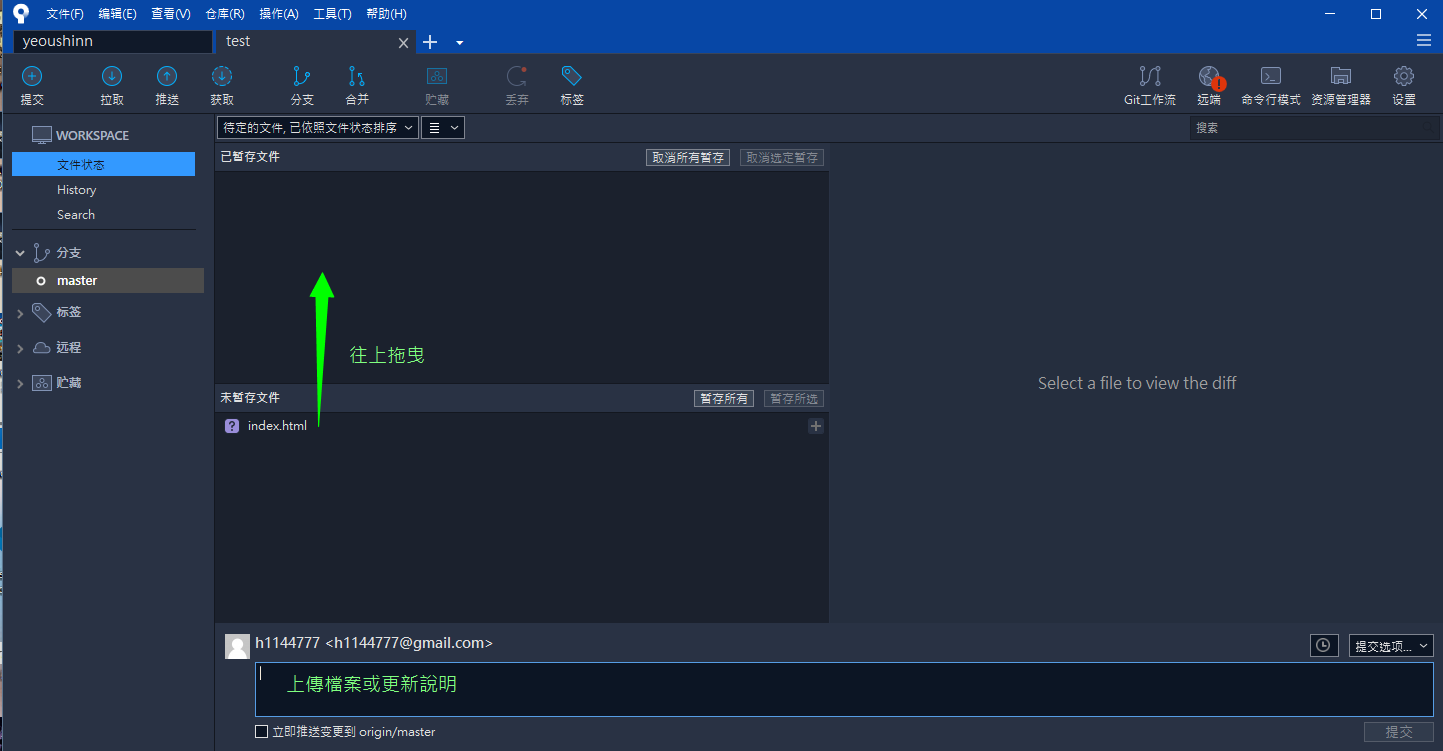 文件(F) 编辑(E) 查看(V) 仓库(R) 操作(A) 工具(T) 帮助(H)
yeoushinn test
提交 拉取 推送 获取 分支 合并 贮藏 丢弃 标签 Git工作流 远端 命令行模式 资源管理器 设置
WORKSPACE
文件状态
History
Search
分支
master
标签
远程
贮藏
待定的文件, 已依照文件状态排序
搜索
已暂存文件 取消所有暂存 取消选定暂存
往上拖曳
未暂存文件 暂存所有 暂存所选
index.html
Select a file to view the diff
h1144777 <h1144777@gmail.com>
提交选项...
上傳檔案或更新說明
立即推送变更到 origin/master
提交